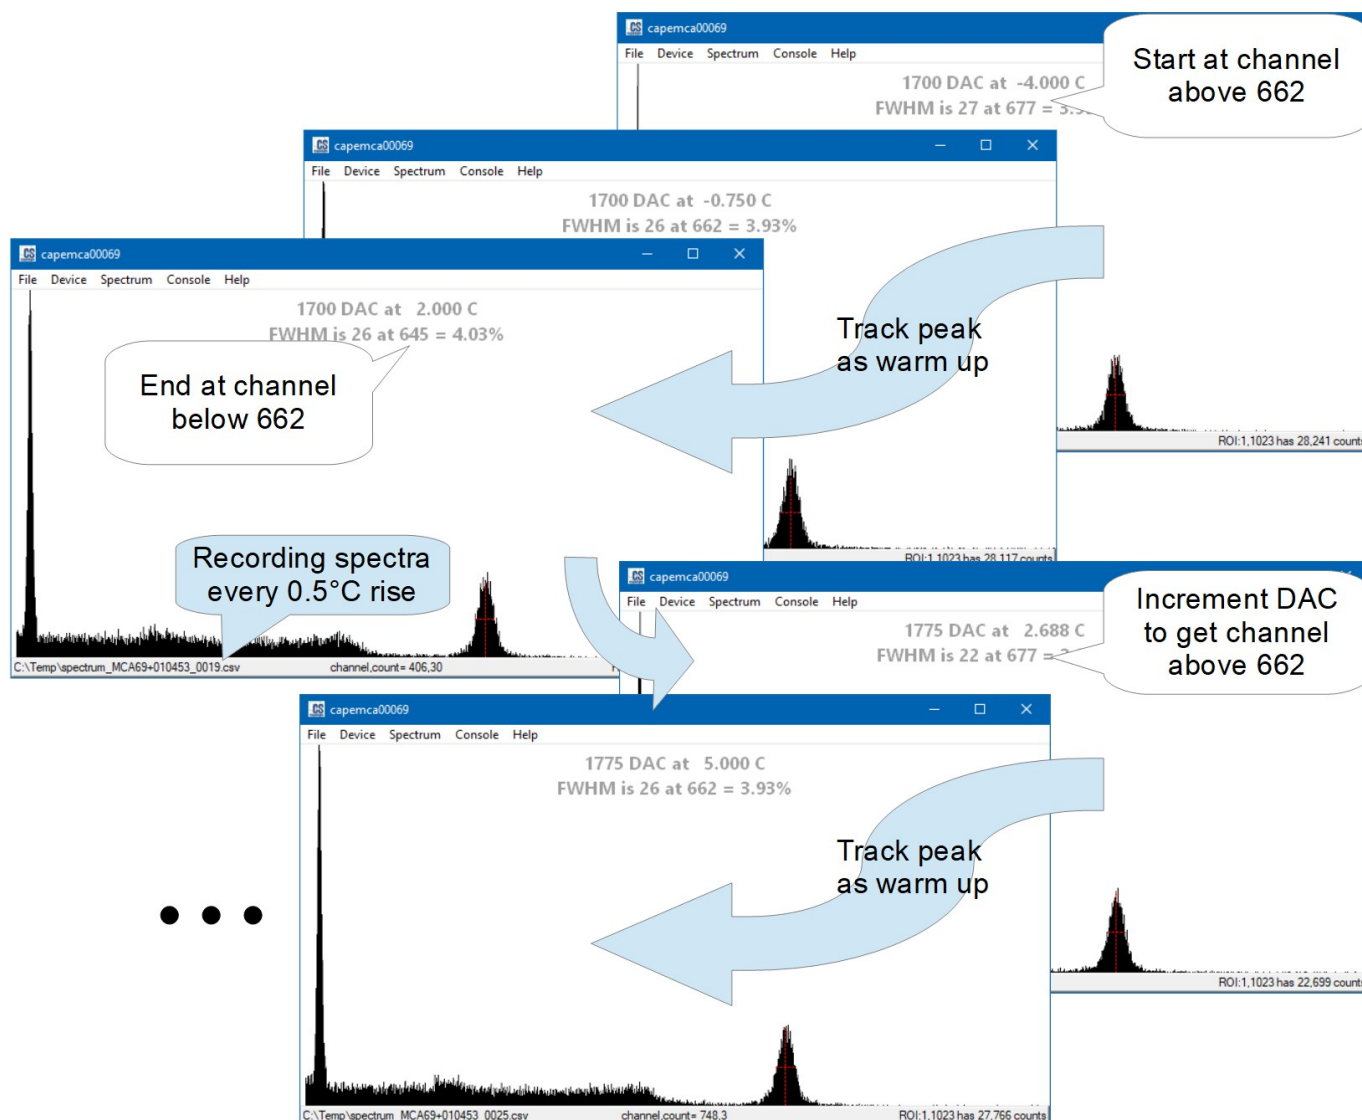 capemca00069
File Device Spectrum Console Help
1700 DAC at -4.000 C
FWHM is 27 at 677 =
Start at channel
above 662
capemca00069
File Device Spectrum Console Help
1700 DAC at -0.750 C
FWHM is 26 at 662 = 3.93%
capemca00069
File Device Spectrum Console Help
1700 DAC at 2.000 C
FWHM is 26 at 645 = 4.03%
Track peak
as warm up
End at channel
below 662
ROI:1,1023 has 28,241 counts
ROI:1,1023 has 28,117 counts
Recording spectra
every 0.5°C rise
C:\Temp\spectrum_MCA69+010453_0019.csv channel,count= 406,30
capemca00069
File Device Spectrum Console Help
1775 DAC at 2.688 C
FWHM is 22 at 677 =
Increment DAC
to get channel
above 662
capemca00069
File Device Spectrum Console Help
1775 DAC at 5.000 C
FWHM is 26 at 662 = 3.93%
Track peak
as warm up
ROI:1,1023 has 22,699 counts
C:\Temp\spectrum_MCA69+010453_0025.csv channel,count= 748,3 ROI:1,1023 has 27,766 counts